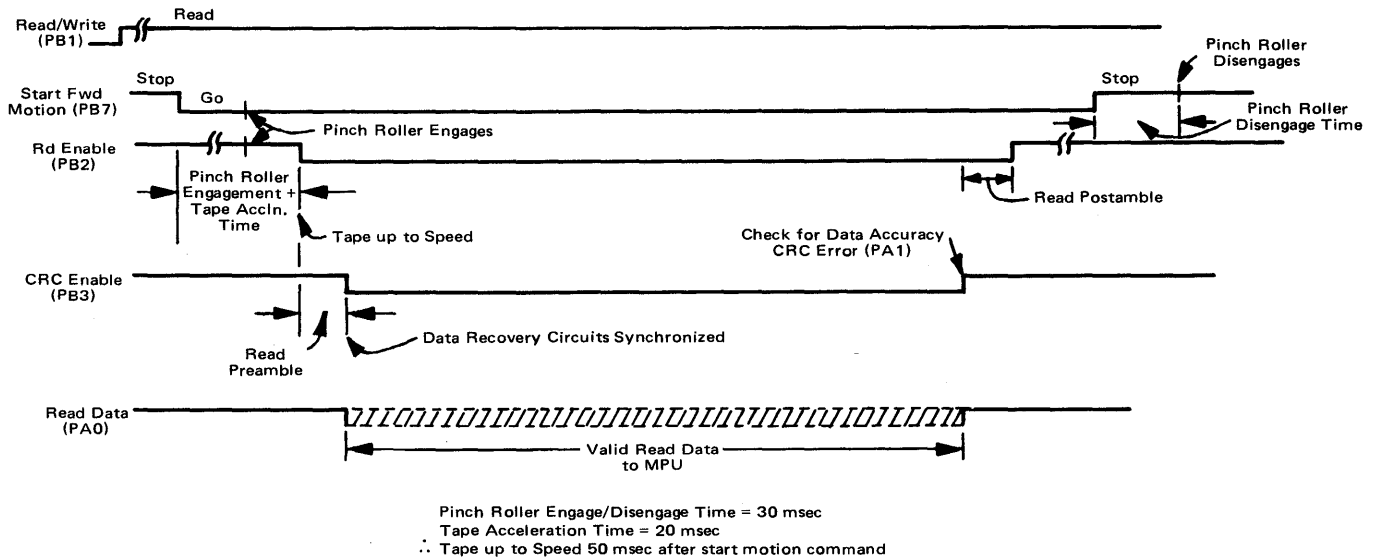 Read/Write
(PB1)
Read
Pinch Roller
Disengages
Start Fwd
Motion (PB7)
Stop
Go
Stop
Pinch Roller Engages
Pinch Roller
Disengage Time
Rd Enable
(PB2)
Pinch Roller
Engagement +
Tape Accln.
Time
Read Postamble
Tape up to Speed
Check for Data Accuracy
CRC Error (PA1)
CRC Enable
(PB3)
Data Recovery Circuits Synchronized
Read
Preamble
Read Data
(PA0)
Valid Read Data
to MPU
Pinch Roller Engage/Disengage Time = 30 msec
Tape Acceleration Time = 20 msec
∴ Tape up to Speed 50 msec after start motion command